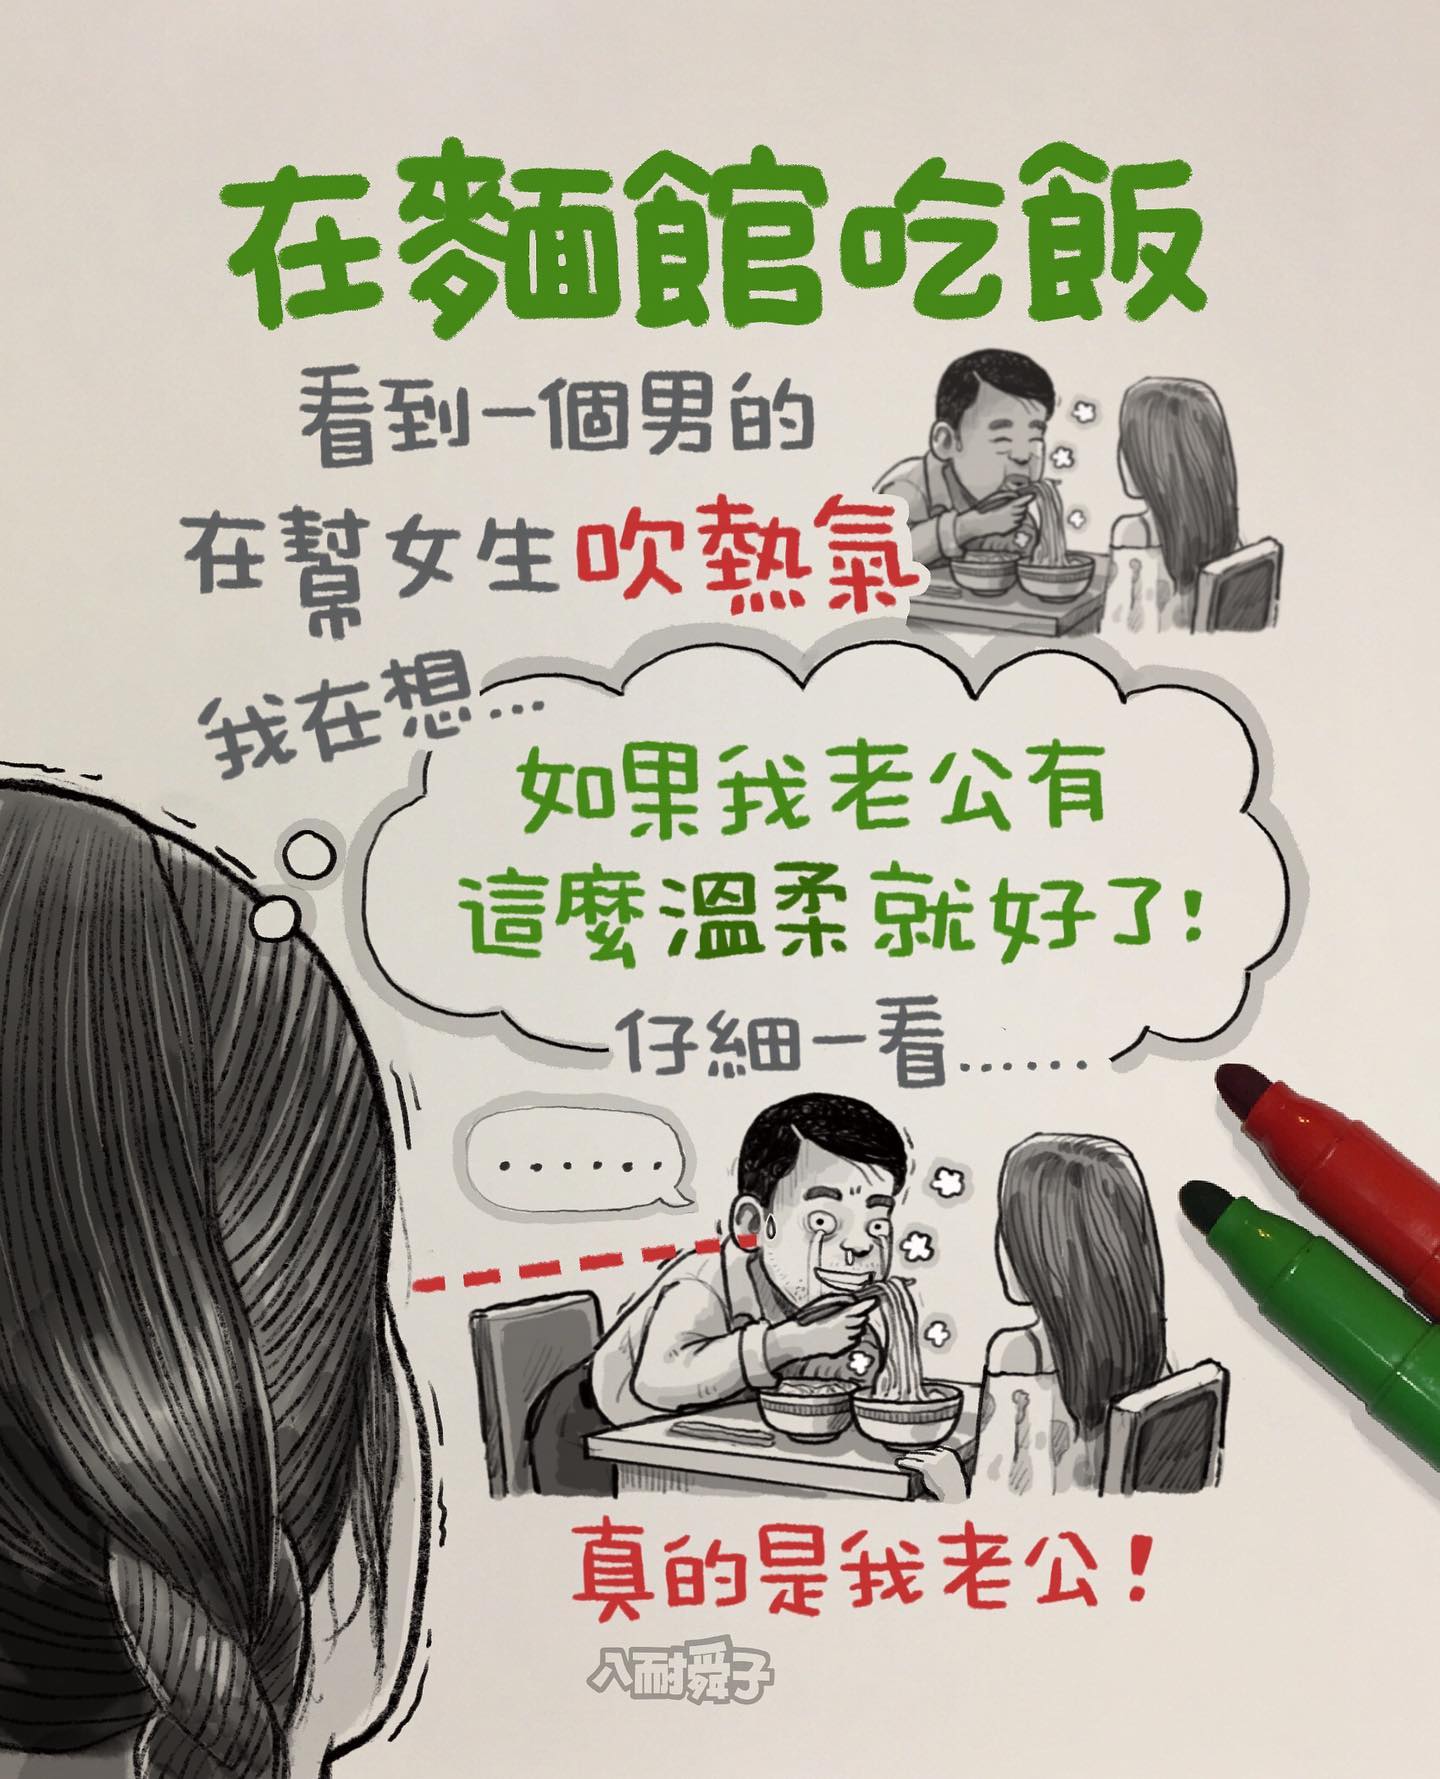 在麵館吃飯
看到一個男的
在幫女生吹熱氣
我在想...
如果我老公有
這麼溫柔就好了!
仔細一看......
......
真的是我老公!
八耐舜子